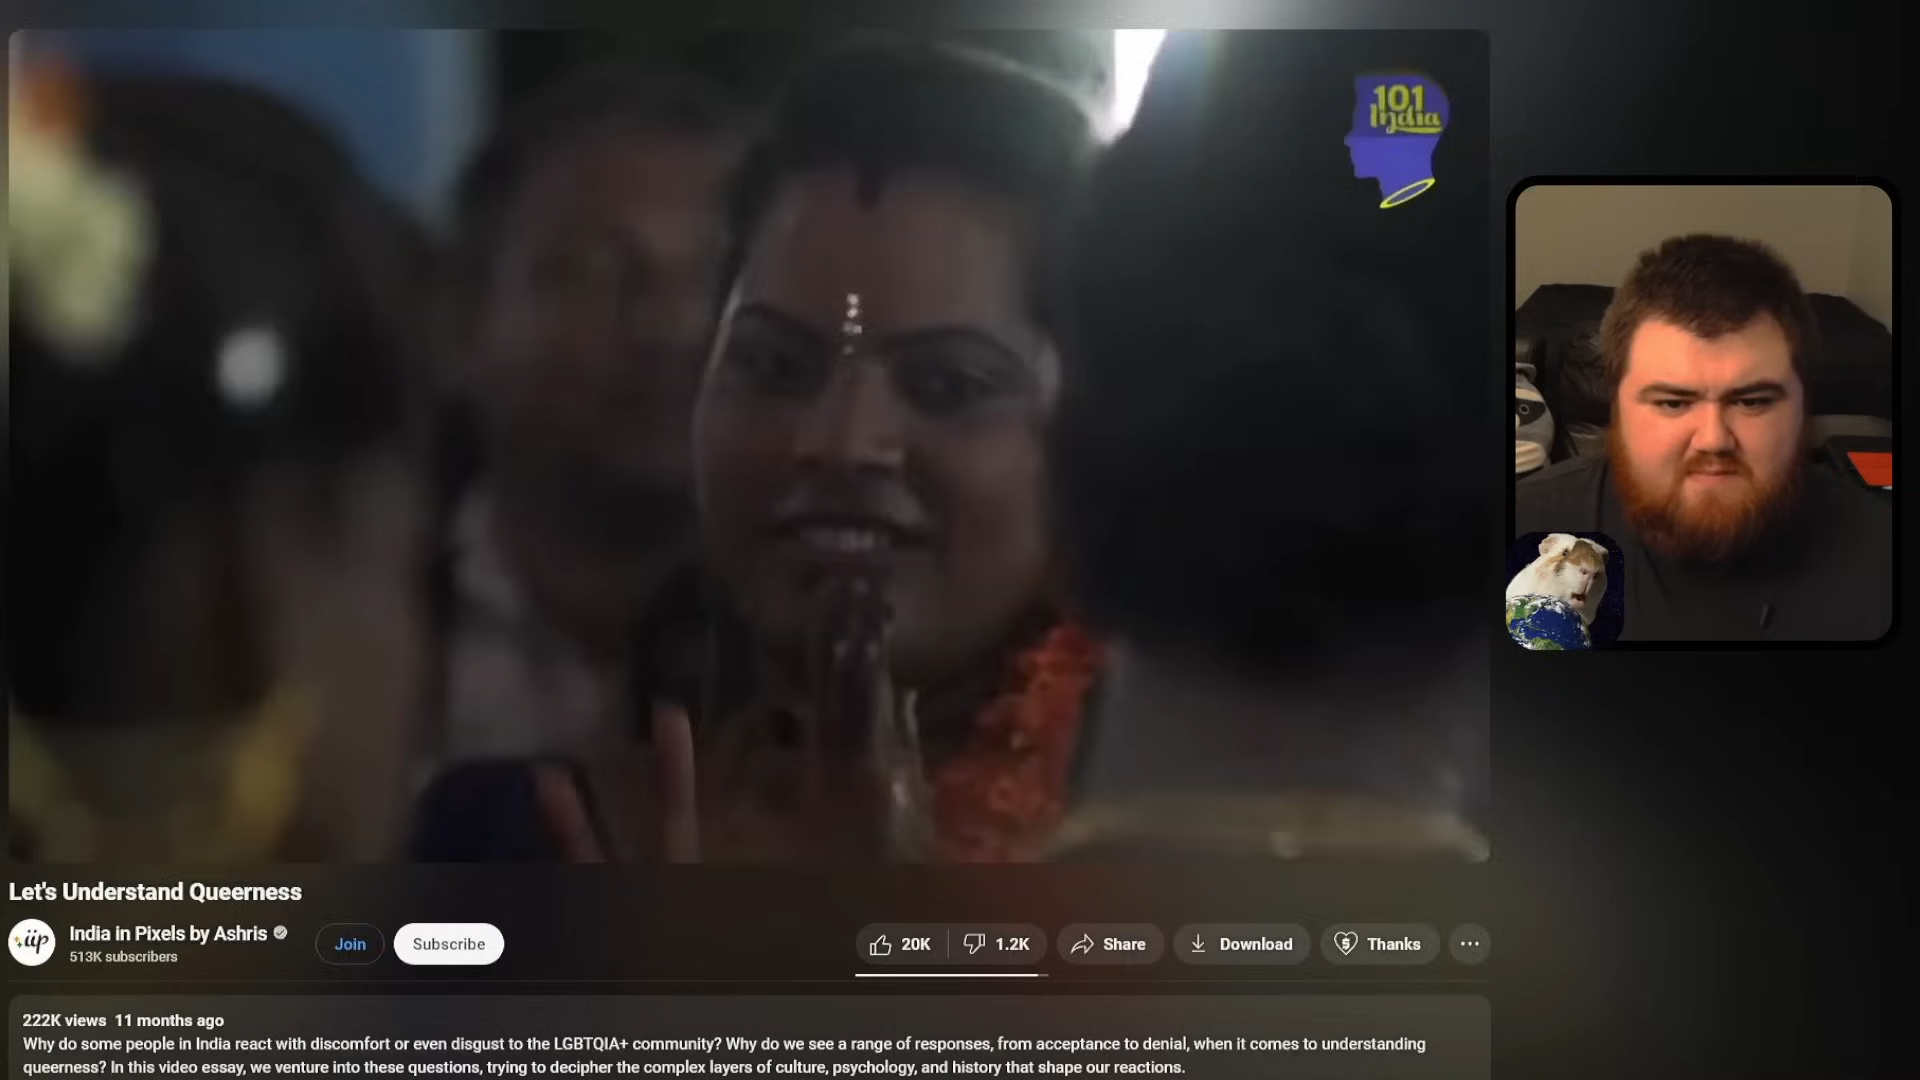 101
India
Let's Understand Queerness
iip
India in Pixels by Ashris
513K subscribers
Join
Subscribe
20K
1.2K
Share
Download
Thanks
222K views 11 months ago
Why do some people in India react with discomfort or even disgust to the LGBTQIA+ community? Why do we see a range of responses, from acceptance to denial, when it comes to understanding
queerness? In this video essay, we venture into these questions, trying to decipher the complex layers of culture, psychology, and history that shape our reactions.